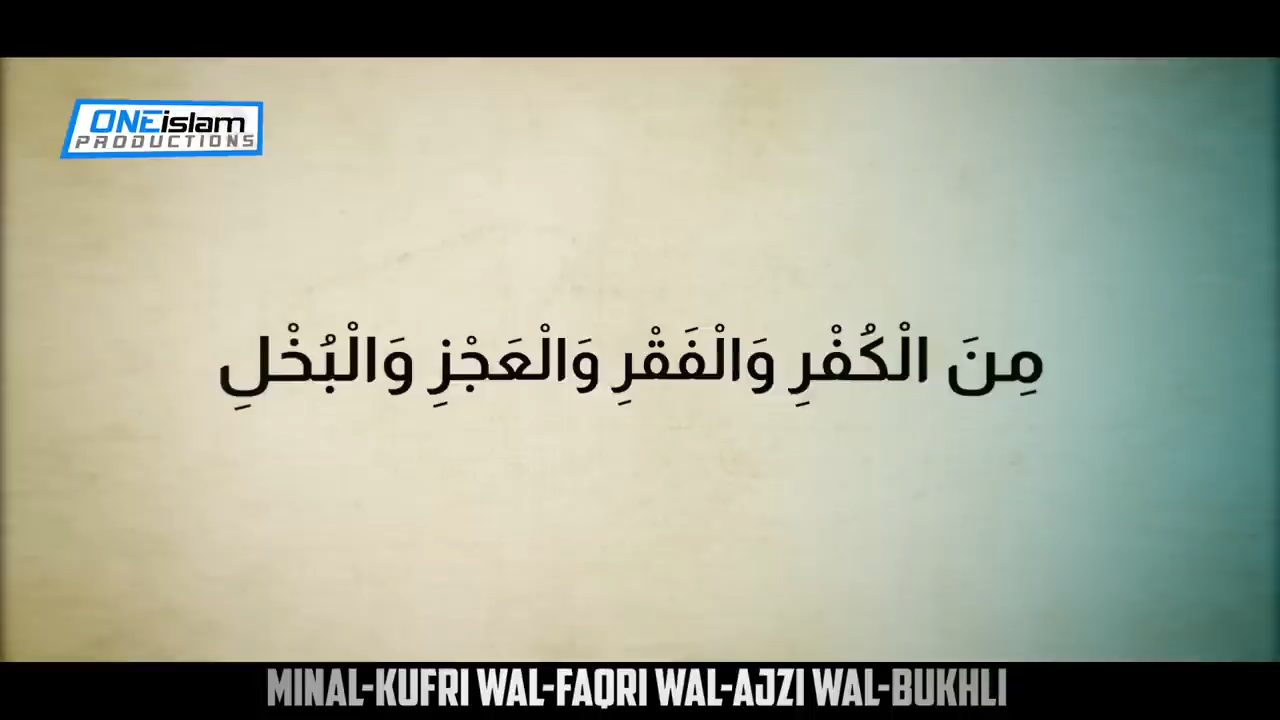 ONEislam
PRODUCTIONS
مِنَ الْكُفْرِ وَالْفَقْرِ وَالْعَجْزِ وَالْبُخْلِ
MINAL-KUFRI WAL-FAQRI WAL-AJZI WAL-BUKHLI